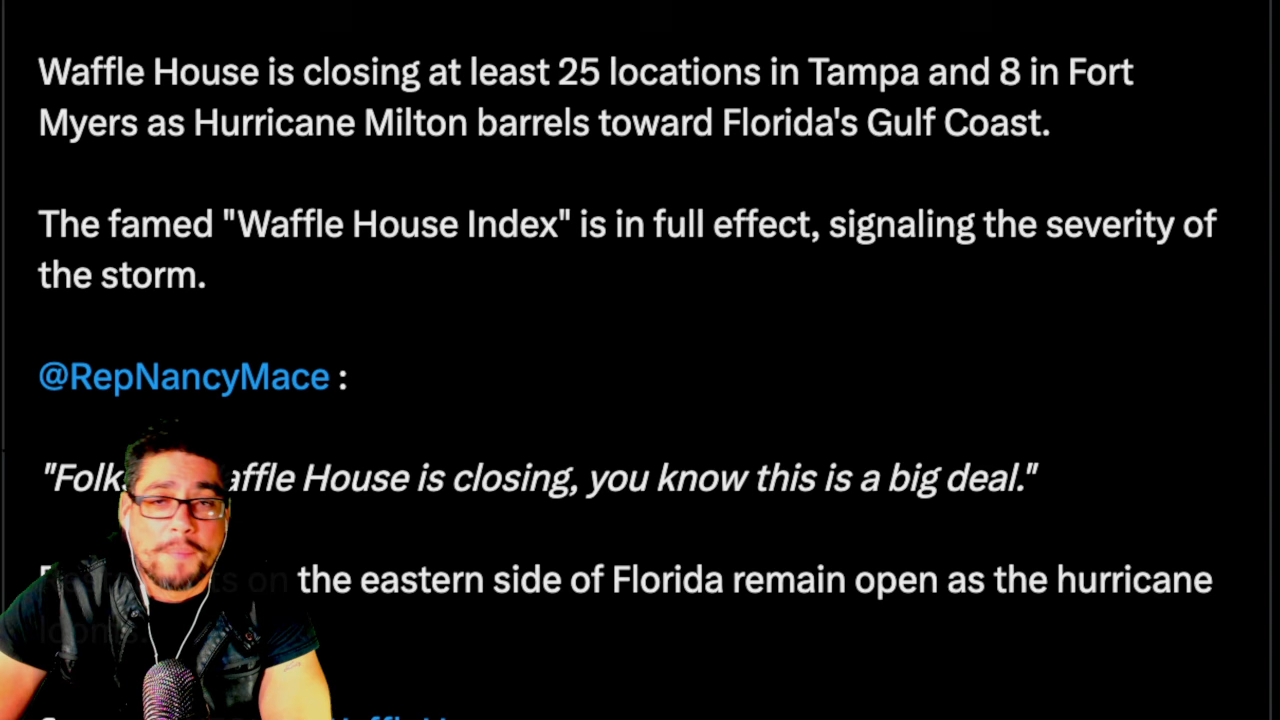 Waffle House is closing at least 25 locations in Tampa and 8 in Fort
Myers as Hurricane Milton barrels toward Florida's Gulf Coast.
The famed "Waffle House Index" is in full effect, signaling the severity of
the storm.
@RepNancyMace :
"Folks affle House is closing, you know this is a big deal."
on the eastern side of Florida remain open as the hurricane
looms.